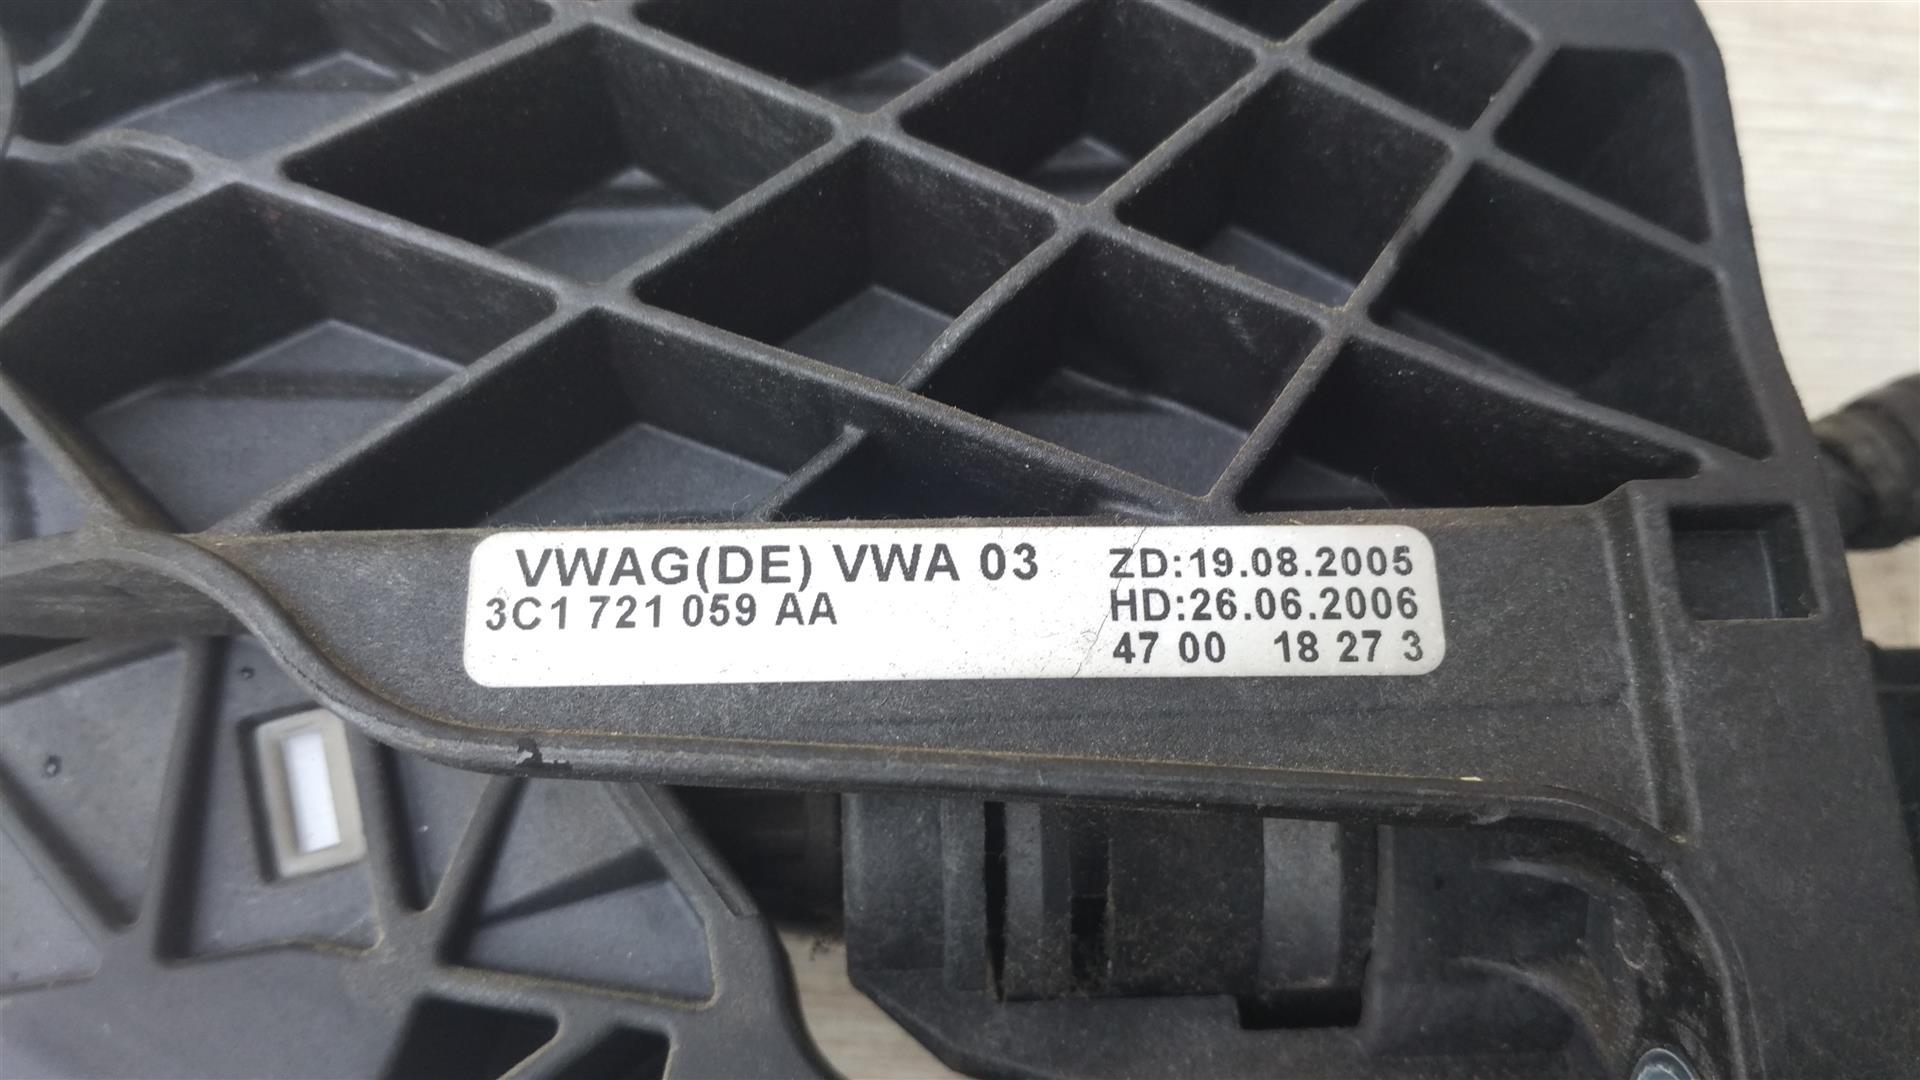 VWAG(DE) VWA 03 ZD:19.08.2005
3C1 721 059 AA HD:26.06.2006
47 00 18 27 3